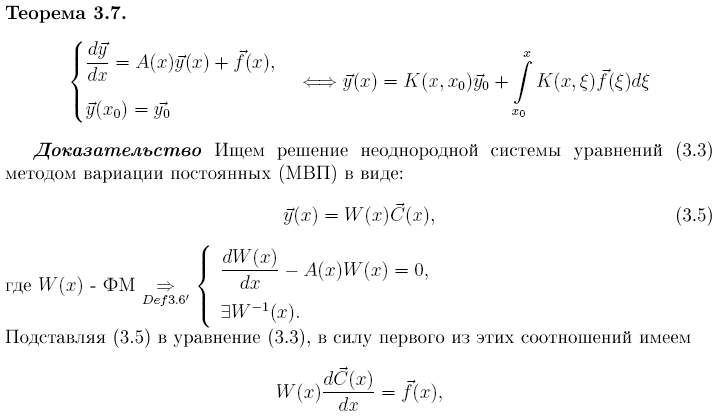 Теорема 3.7.
$$\begin{cases} \dfrac{d\vec{y}}{dx} = A(x)\vec{y}(x) + \vec{f}(x), \\ \vec{y}(x_0) = \vec{y_0} \end{cases} \iff \vec{y}(x) = K(x, x_0)\vec{y}_0 + \int\limits_{x_0}^{x} K(x, \xi)\vec{f}(\xi)d\xi$$
Доказательство Ищем решение неоднородной системы уравнений (3.3)
методом вариации постоянных (МВП) в виде:
$$\vec{y}(x) = W(x)\vec{C}(x), \quad (3.5)$$
где $W(x)$ - ФМ $\underset{Def3.6'}{\Rightarrow} \begin{cases} \dfrac{dW(x)}{dx} - A(x)W(x) = 0, \\ \exists W^{-1}(x). \end{cases}$
Подставляя (3.5) в уравнение (3.3), в силу первого из этих соотношений имеем
$$W(x)\dfrac{d\vec{C}(x)}{dx} = \vec{f}(x),$$